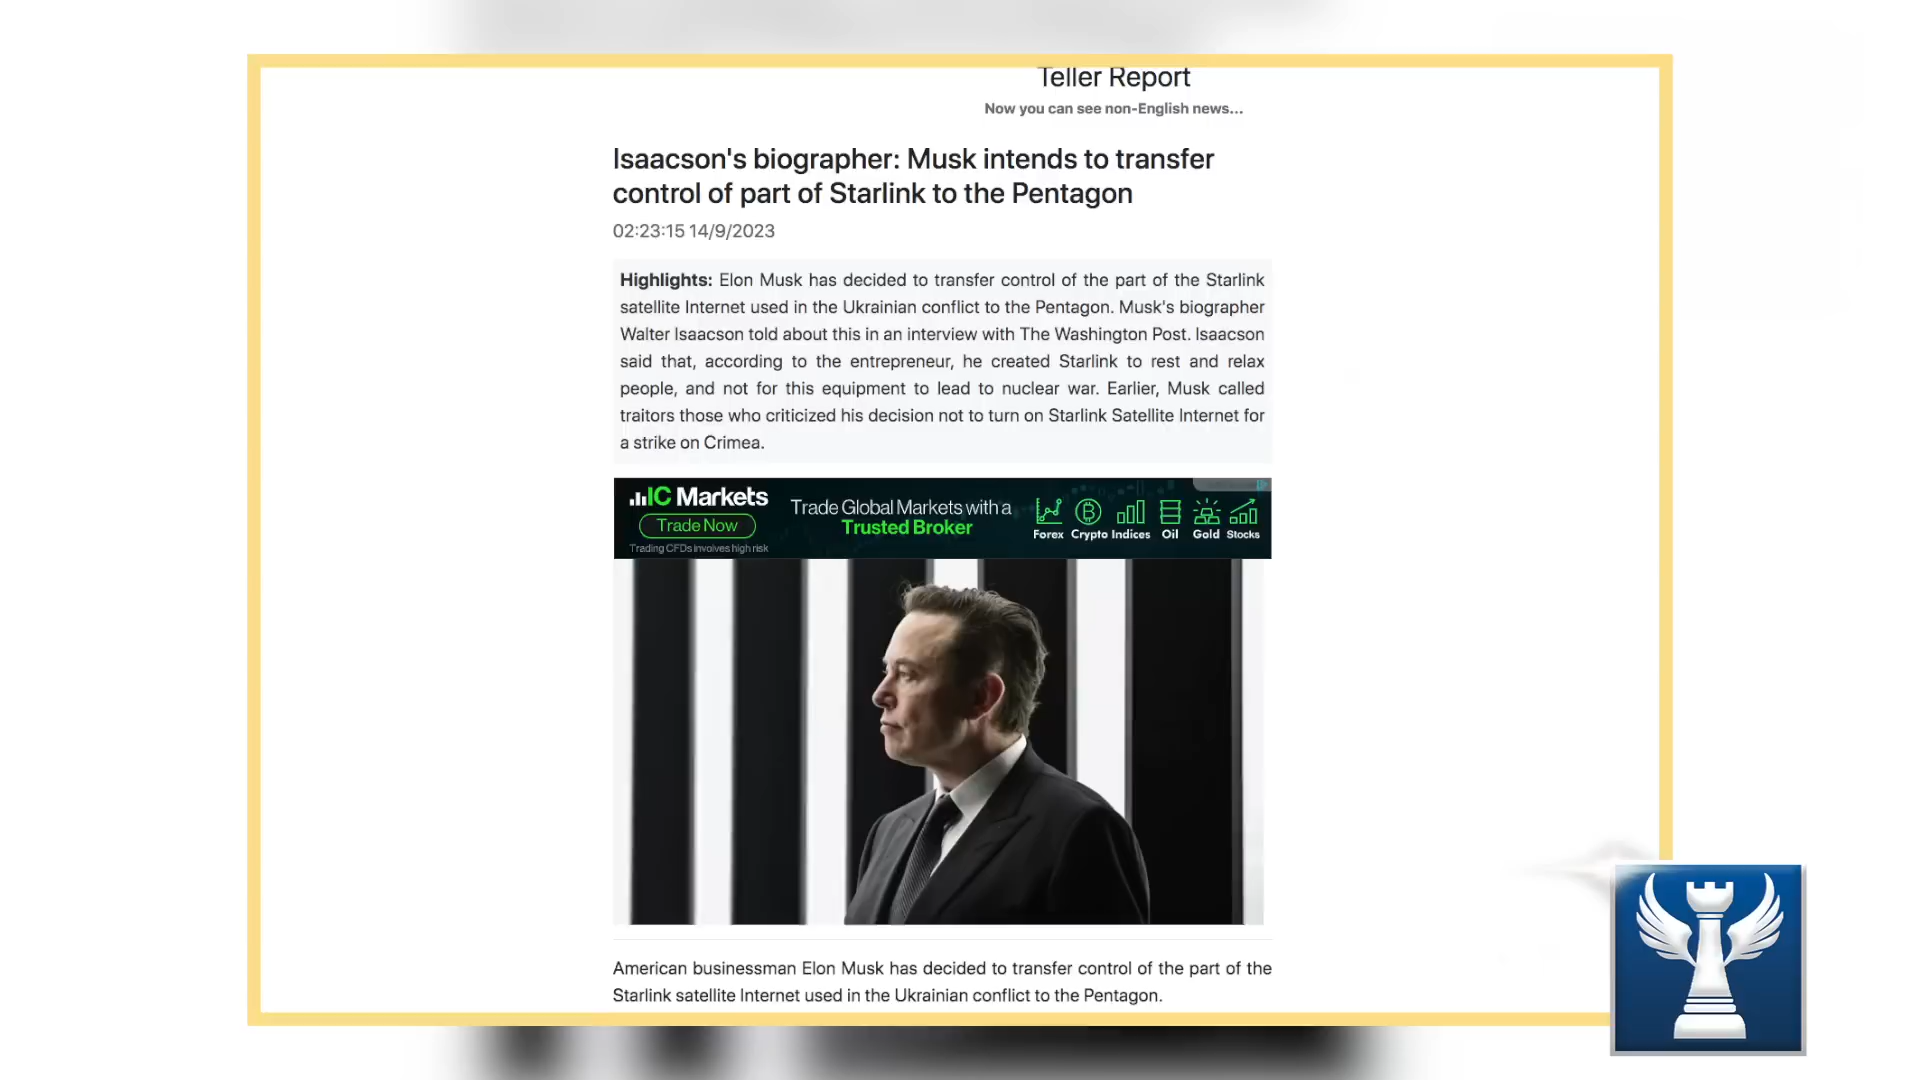 Teller Report
Now you can see non-English news...
Isaacson's biographer: Musk intends to transfer
control of part of Starlink to the Pentagon
02:23:15 14/9/2023
Highlights: Elon Musk has decided to transfer control of the part of the Starlink
satellite Internet used in the Ukrainian conflict to the Pentagon. Musk's biographer
Walter Isaacson told about this in an interview with The Washington Post. Isaacson
said that, according to the entrepreneur, he created Starlink to rest and relax
people, and not for this equipment to lead to nuclear war. Earlier, Musk called
traitors those who criticized his decision not to turn on Starlink Satellite Internet for
a strike on Crimea.
IC Markets
Trade Now
Trading CFDs involves high risk
Trade Global Markets with a
Trusted Broker
Forex Crypto Indices Oil Gold Stocks
American businessman Elon Musk has decided to transfer control of the part of the
Starlink satellite Internet used in the Ukrainian conflict to the Pentagon.